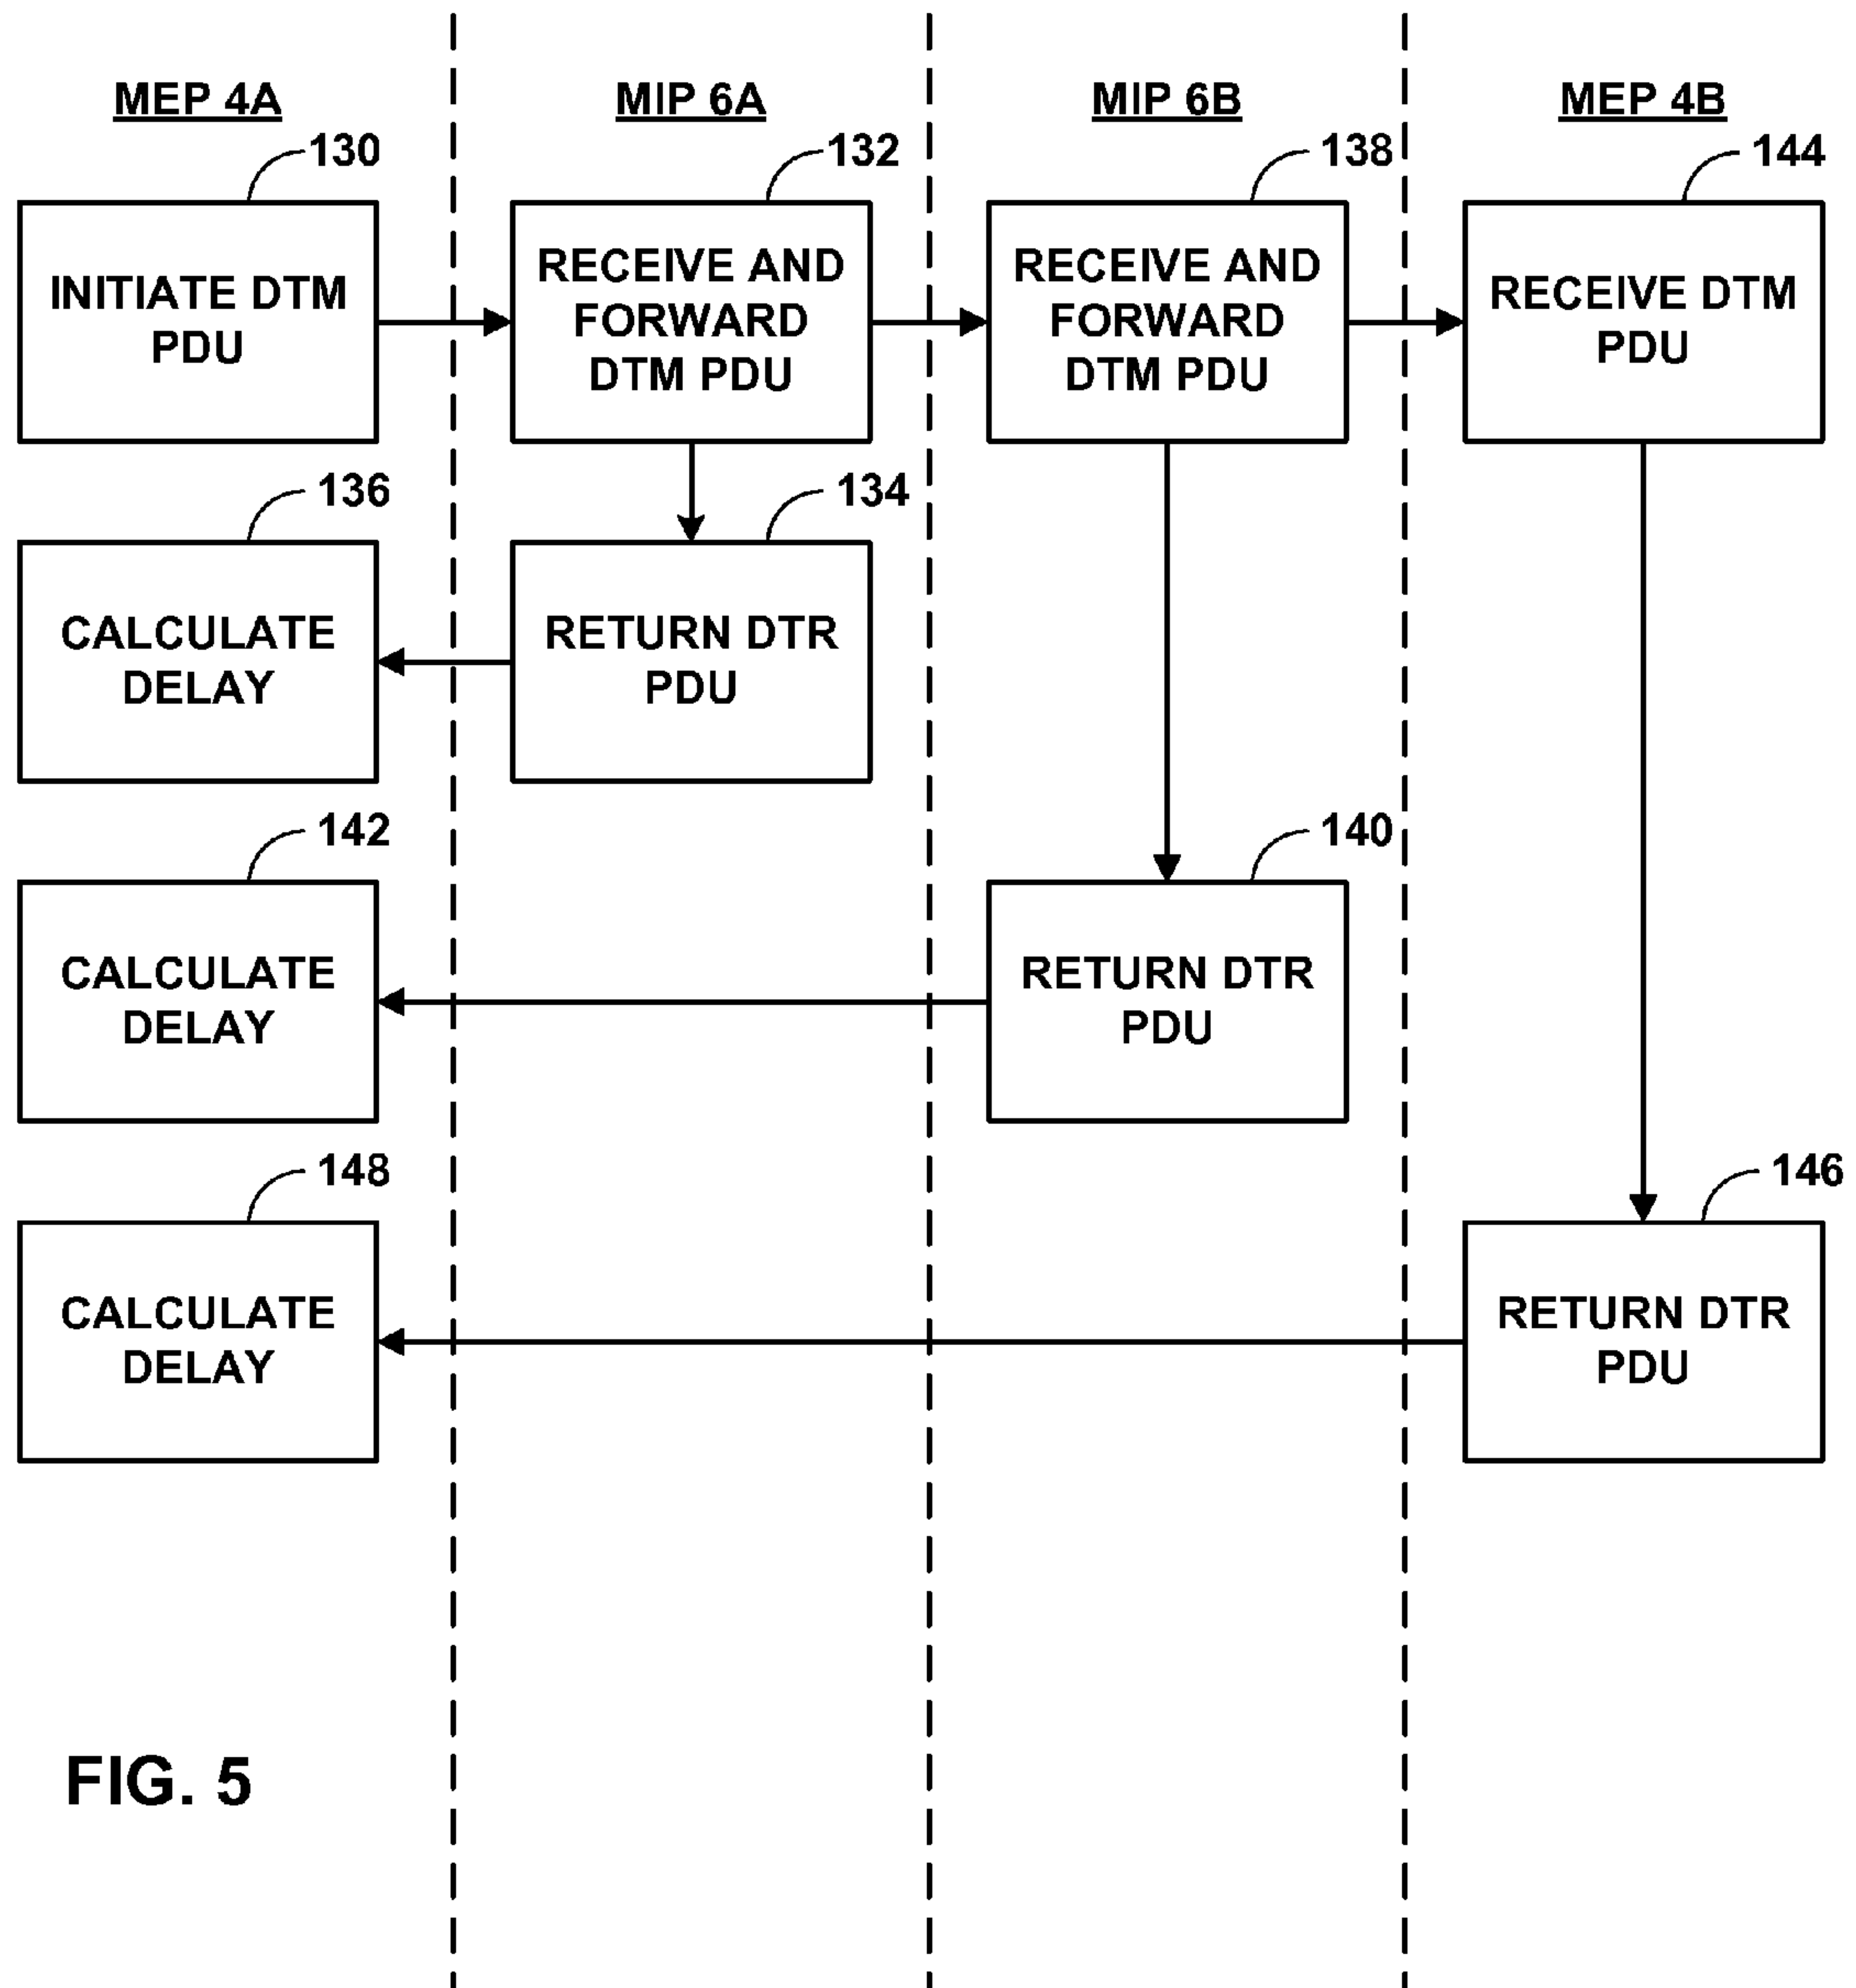 MEP 4A
MIP 6A
MIP 6B
MEP 4B
130
132
138
144
INITIATE DTM
PDU
RECEIVE AND
FORWARD
DTM PDU
RECEIVE AND
FORWARD
DTM PDU
RECEIVE DTM
PDU
136
134
CALCULATE
DELAY
RETURN DTR
PDU
142
140
CALCULATE
DELAY
RETURN DTR
PDU
148
146
CALCULATE
DELAY
RETURN DTR
PDU
FIG. 5